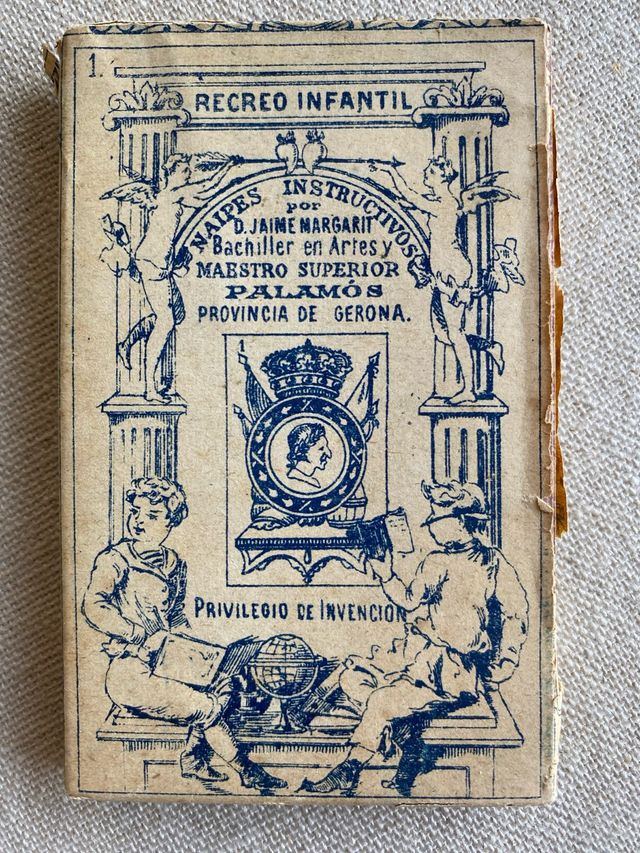 1.
RECREO INFANTIL
NAIPES INSTRUCTIVOS
por
D. JAIME MARGARIT
Bachiller en Artes y
MAESTRO SUPERIOR
PALAMÓS
PROVINCIA DE GERONA.
1
PRIVILEGIO DE INVENCION